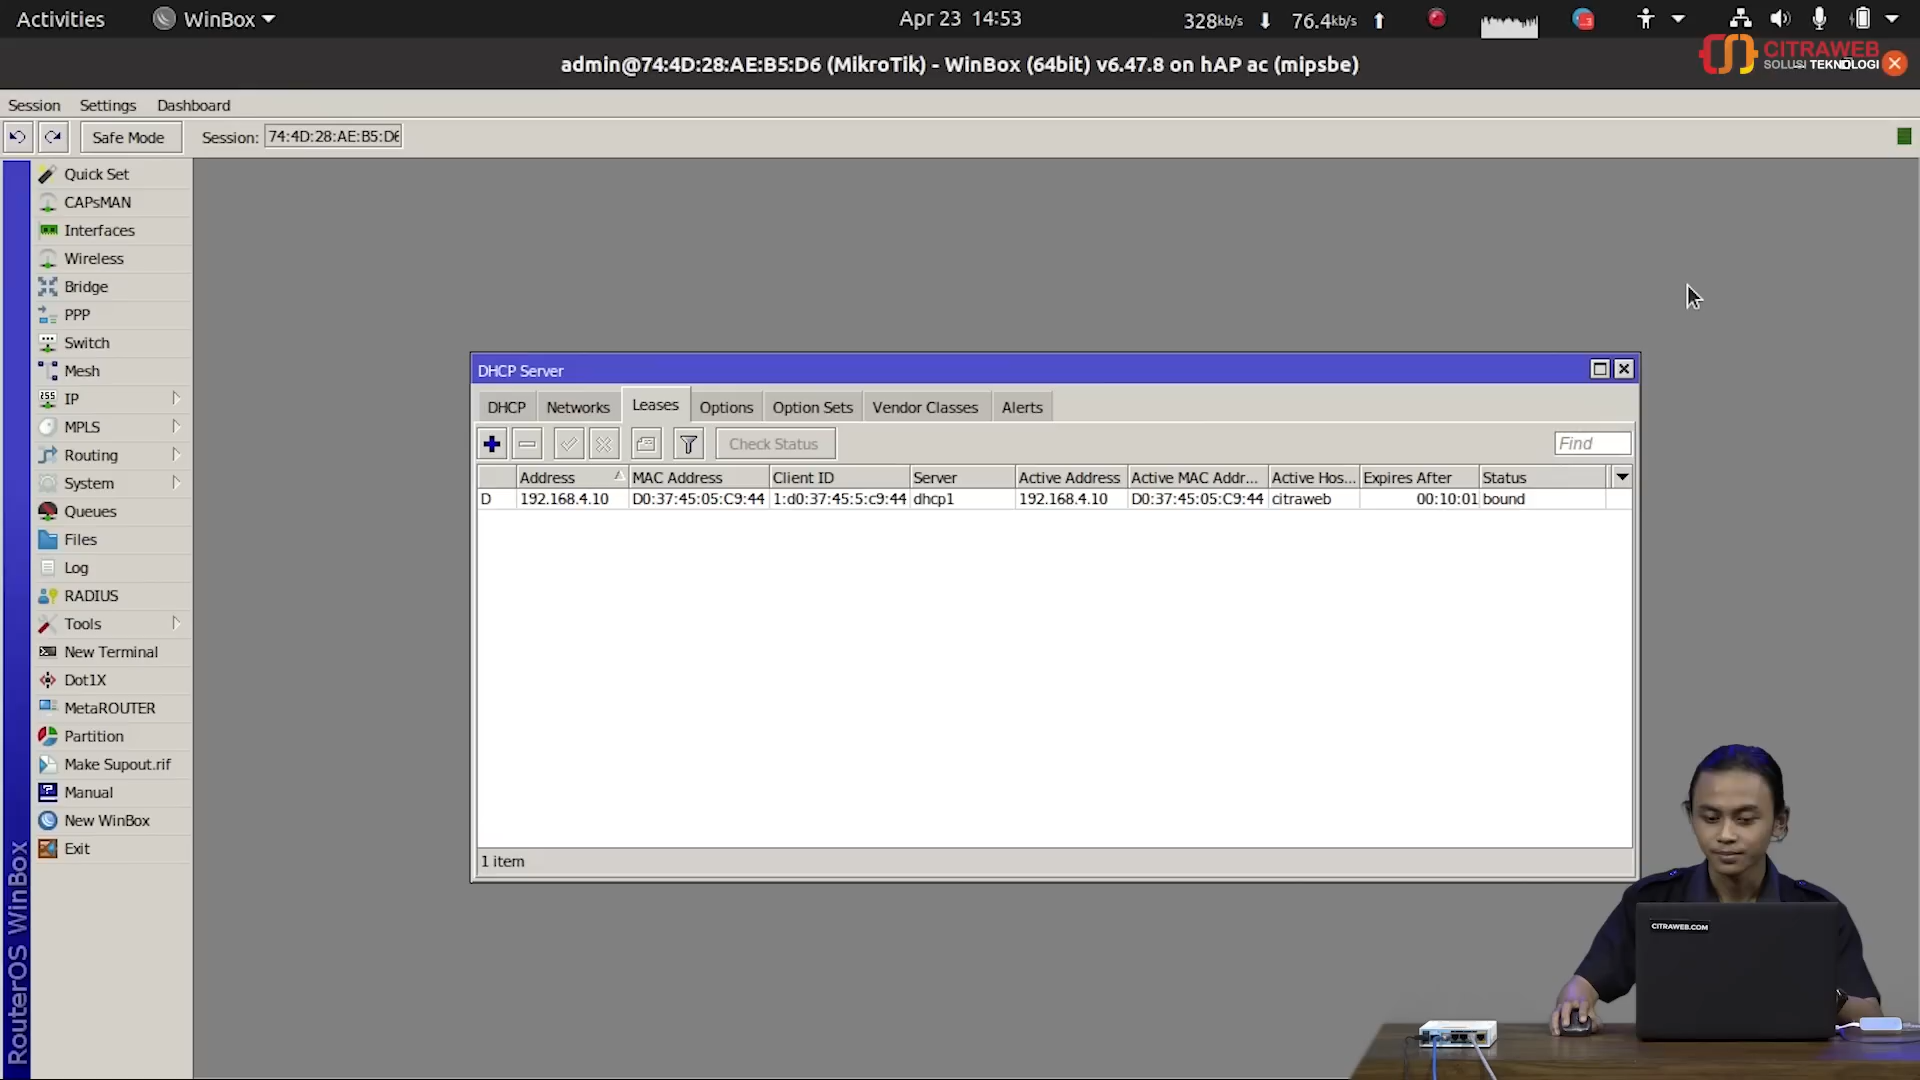 Activities
WinBox
Apr 23 14:53
328kb/s
76.4kb/s
3
admin@74:4D:28:AE:B5:D6 (MikroTik) - WinBox (64bit) v6.47.8 on hAP ac (mipsbe)
CITRAWEB
SOLUSI TEKNOLOGI
Session Settings Dashboard
Safe Mode
Session: 74:4D:28:AE:B5:D6
Quick Set
CAPsMAN
Interfaces
Wireless
Bridge
PPP
Switch
Mesh
255
IP
MPLS
Routing
System
Queues
Files
Log
RADIUS
Tools
New Terminal
Dot1X
MetaROUTER
Partition
Make Supout.rif
Manual
New WinBox
Exit
RouterOS WinBox
DHCP Server
DHCP Networks Leases Options Option Sets Vendor Classes Alerts
Check Status
Find
Address MAC Address Client ID Server Active Address Active MAC Addr... Active Hos... Expires After Status
D 192.168.4.10 D0:37:45:05:C9:44 1:d0:37:45:5:c9:44 dhcp1 192.168.4.10 D0:37:45:05:C9:44 citraweb 00:10:01 bound
1 item
CITRAWEB.COM